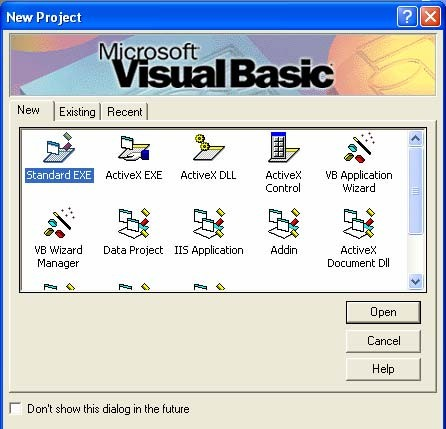 New Project
Microsoft
Visual Basic
New Existing Recent
Standard EXE
ActiveX EXE
ActiveX DLL
ActiveX
Control
VB Application
Wizard
VB Wizard
Manager
Data Project
IIS Application
Addin
ActiveX
Document Dll
Open
Cancel
Help
Don't show this dialog in the future